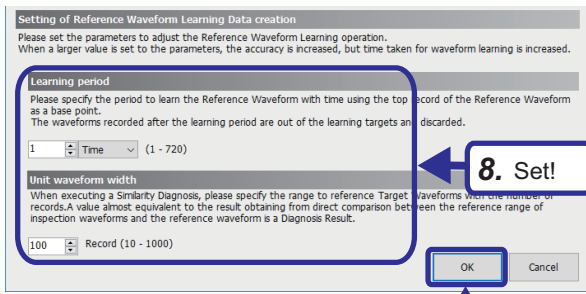 Setting of Reference Waveform Learning Data creation
Please set the parameters to adjust the Reference Waveform Learning operation.
When a larger value is set to the parameters, the accuracy is increased, but time taken for waveform learning is increased.
Learning period
Please specify the period to learn the Reference Waveform with time using the top record of the Reference Waveform
as a base point.
The waveforms recorded after the learning period are out of the learning targets and discarded.
1 Time (1 - 720)
8. Set!
Unit waveform width
When executing a Similarity Diagnosis, please specify the range to reference Target Waveforms with the number of
records.A value almost equivalent to the result obtaining from direct comparison between the reference range of
inspection waveforms and the reference waveform is a Diagnosis Result.
100 Record (10 - 1000)
OK Cancel